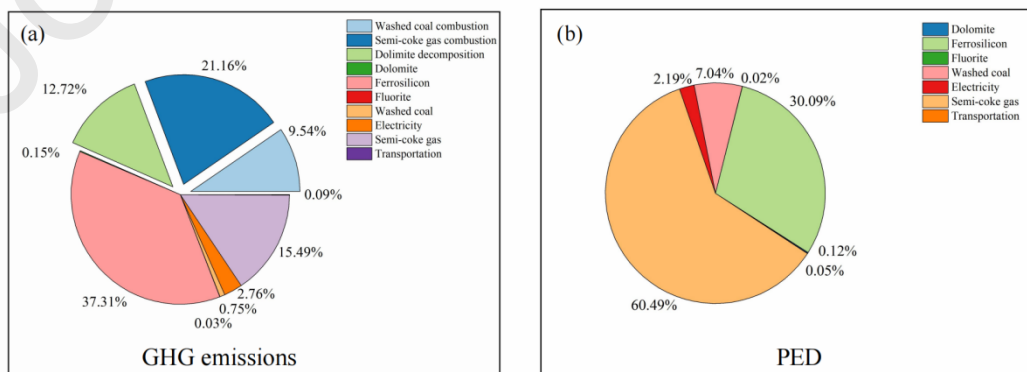 (a)
Washed coal combustion
Semi-coke gas combustion
Dolimite decomposition
Dolomite
Ferrosilicon
Fluorite
Washed coal
Electricity
Semi-coke gas
Transportation
21.16%
12.72%
9.54%
0.15%
0.09%
15.49%
37.31%
2.76%
0.75%
0.03%
GHG emissions
(b)
Dolomite
Ferrosilicon
Fluorite
Washed coal
Electricity
Semi-coke gas
Transportation
2.19%
7.04%
0.02%
30.09%
0.12%
0.05%
60.49%
PED